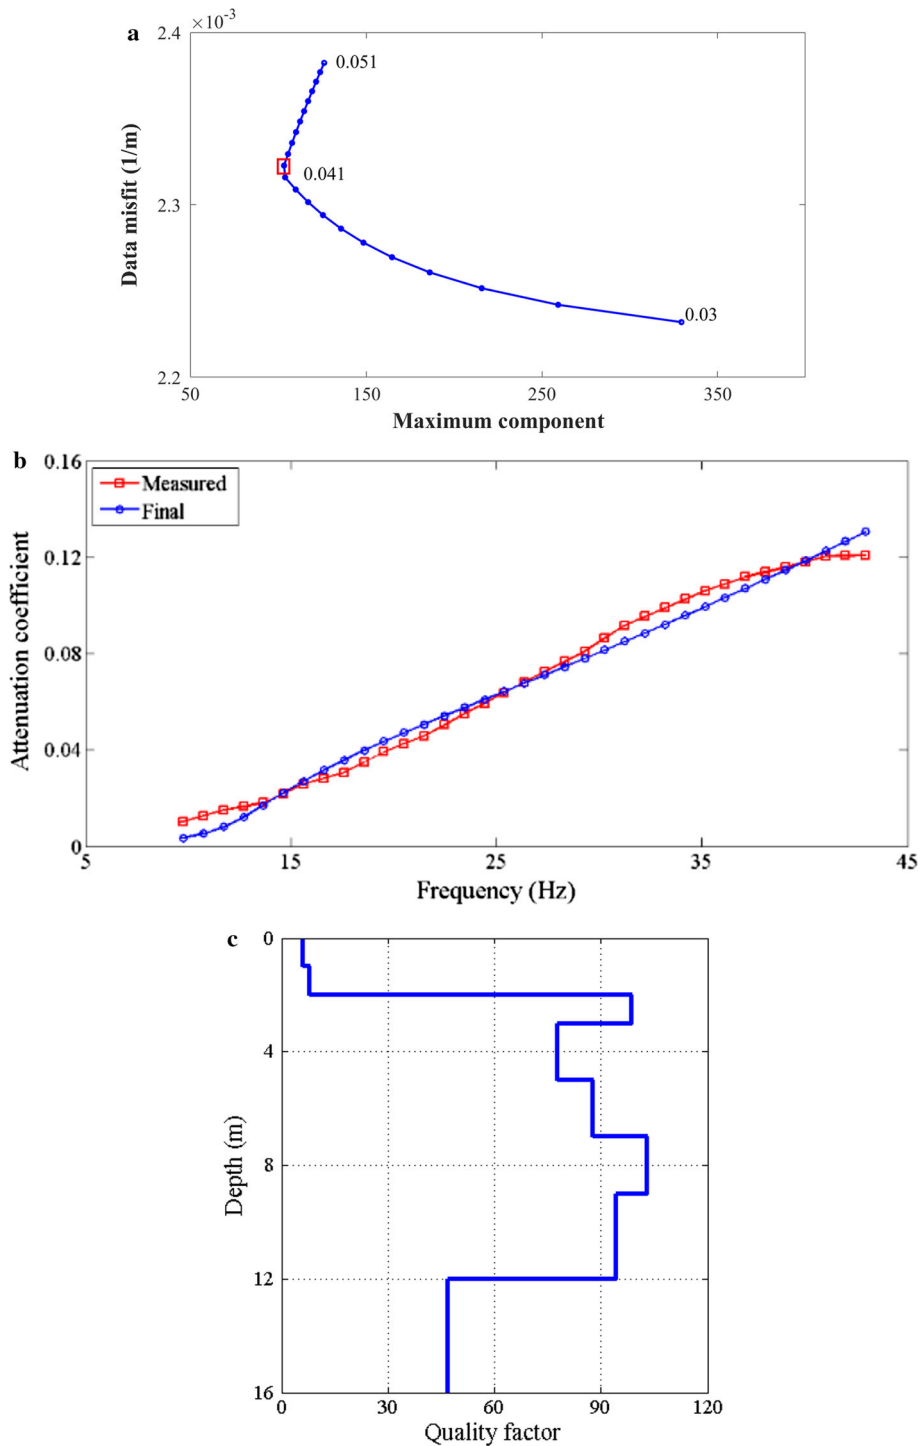 a
×10⁻³
2.4
2.3
2.2
Data misfit (1/m)
0.051
0.041
0.03
50 150 250 350
Maximum component
b
0.16
0.12
0.08
0.04
0
Attenuation coefficient
Measured
Final
5 15 25 35 45
Frequency (Hz)
c
0
4
8
12
16
Depth (m)
0 30 60 90 120
Quality factor